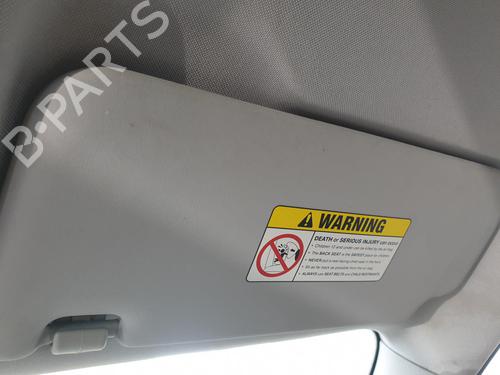 B-PARTS
WARNING
DEATH or SERIOUS INJURY can occur
• Children 12 and under can be killed by the air bag
• The BACK SEAT is the SAFEST place for children
• NEVER put a rear-facing child seat in the front
• Sit as far back as possible from the air bag
• ALWAYS use SEAT BELTS and CHILD RESTRAINTS